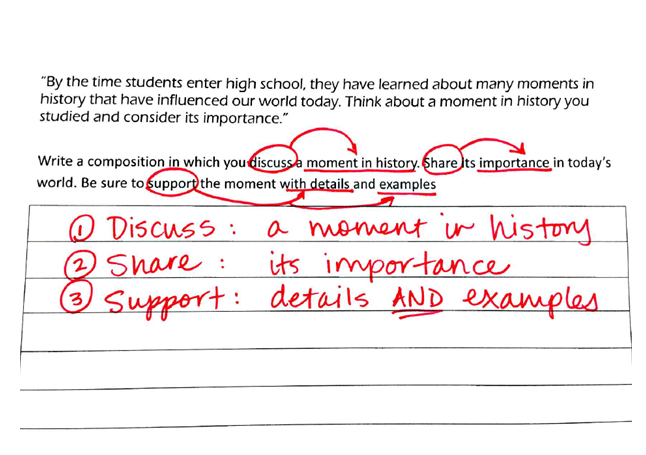 "By the time students enter high school, they have learned about many moments in
history that have influenced our world today. Think about a moment in history you
studied and consider its importance."
Write a composition in which you discuss a moment in history. Share its importance in today's
world. Be sure to support the moment with details and examples
① Discuss : a moment in history
② Share : its importance
③ Support : details AND examples